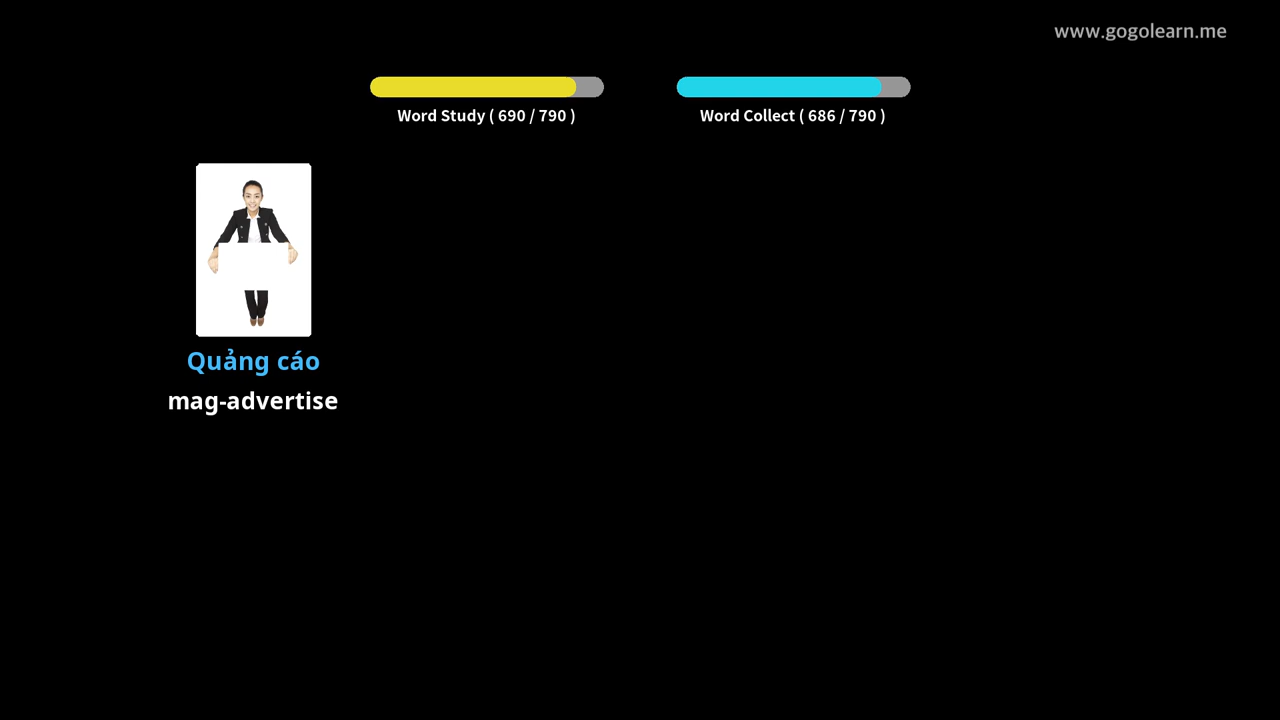 www.gogolearn.me
Word Study ( 690 / 790 )
Word Collect ( 686 / 790 )
Quảng cáo
mag-advertise